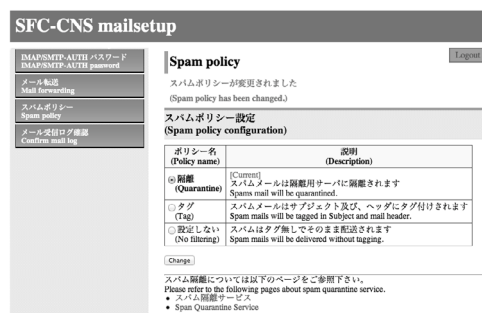 SFC-CNS mailsetup
IMAP/SMTP-AUTH パスワード
IMAP/SMTP-AUTH password
メール転送
Mail forwarding
スパムポリシー
Spam policy
メール受信ログ確認
Confirm mail log
Logout
Spam policy
スパムポリシーが変更されました
(Spam policy has been changed.)
スパムポリシー設定
(Spam policy configuration)
ポリシー名
(Policy name)
説明
(Description)
隔離
(Quarantine)
[Current]
スパムメールは隔離用サーバに隔離されます
Spams mail will be quarantined.
タグ
(Tag)
スパムメールはサブジェクト及び、ヘッダにタグ付けされます
Spam mails will be tagged in Subject and mail header.
設定しない
(No filtering)
スパムはタグ無しでそのまま配送されます
Spam mails will be delivered without tagging.
Change
スパム隔離については以下のページをご参照下さい。
Please refer to the following pages about spam quarantine service.
スパム隔離サービス
Span Quarantine Service